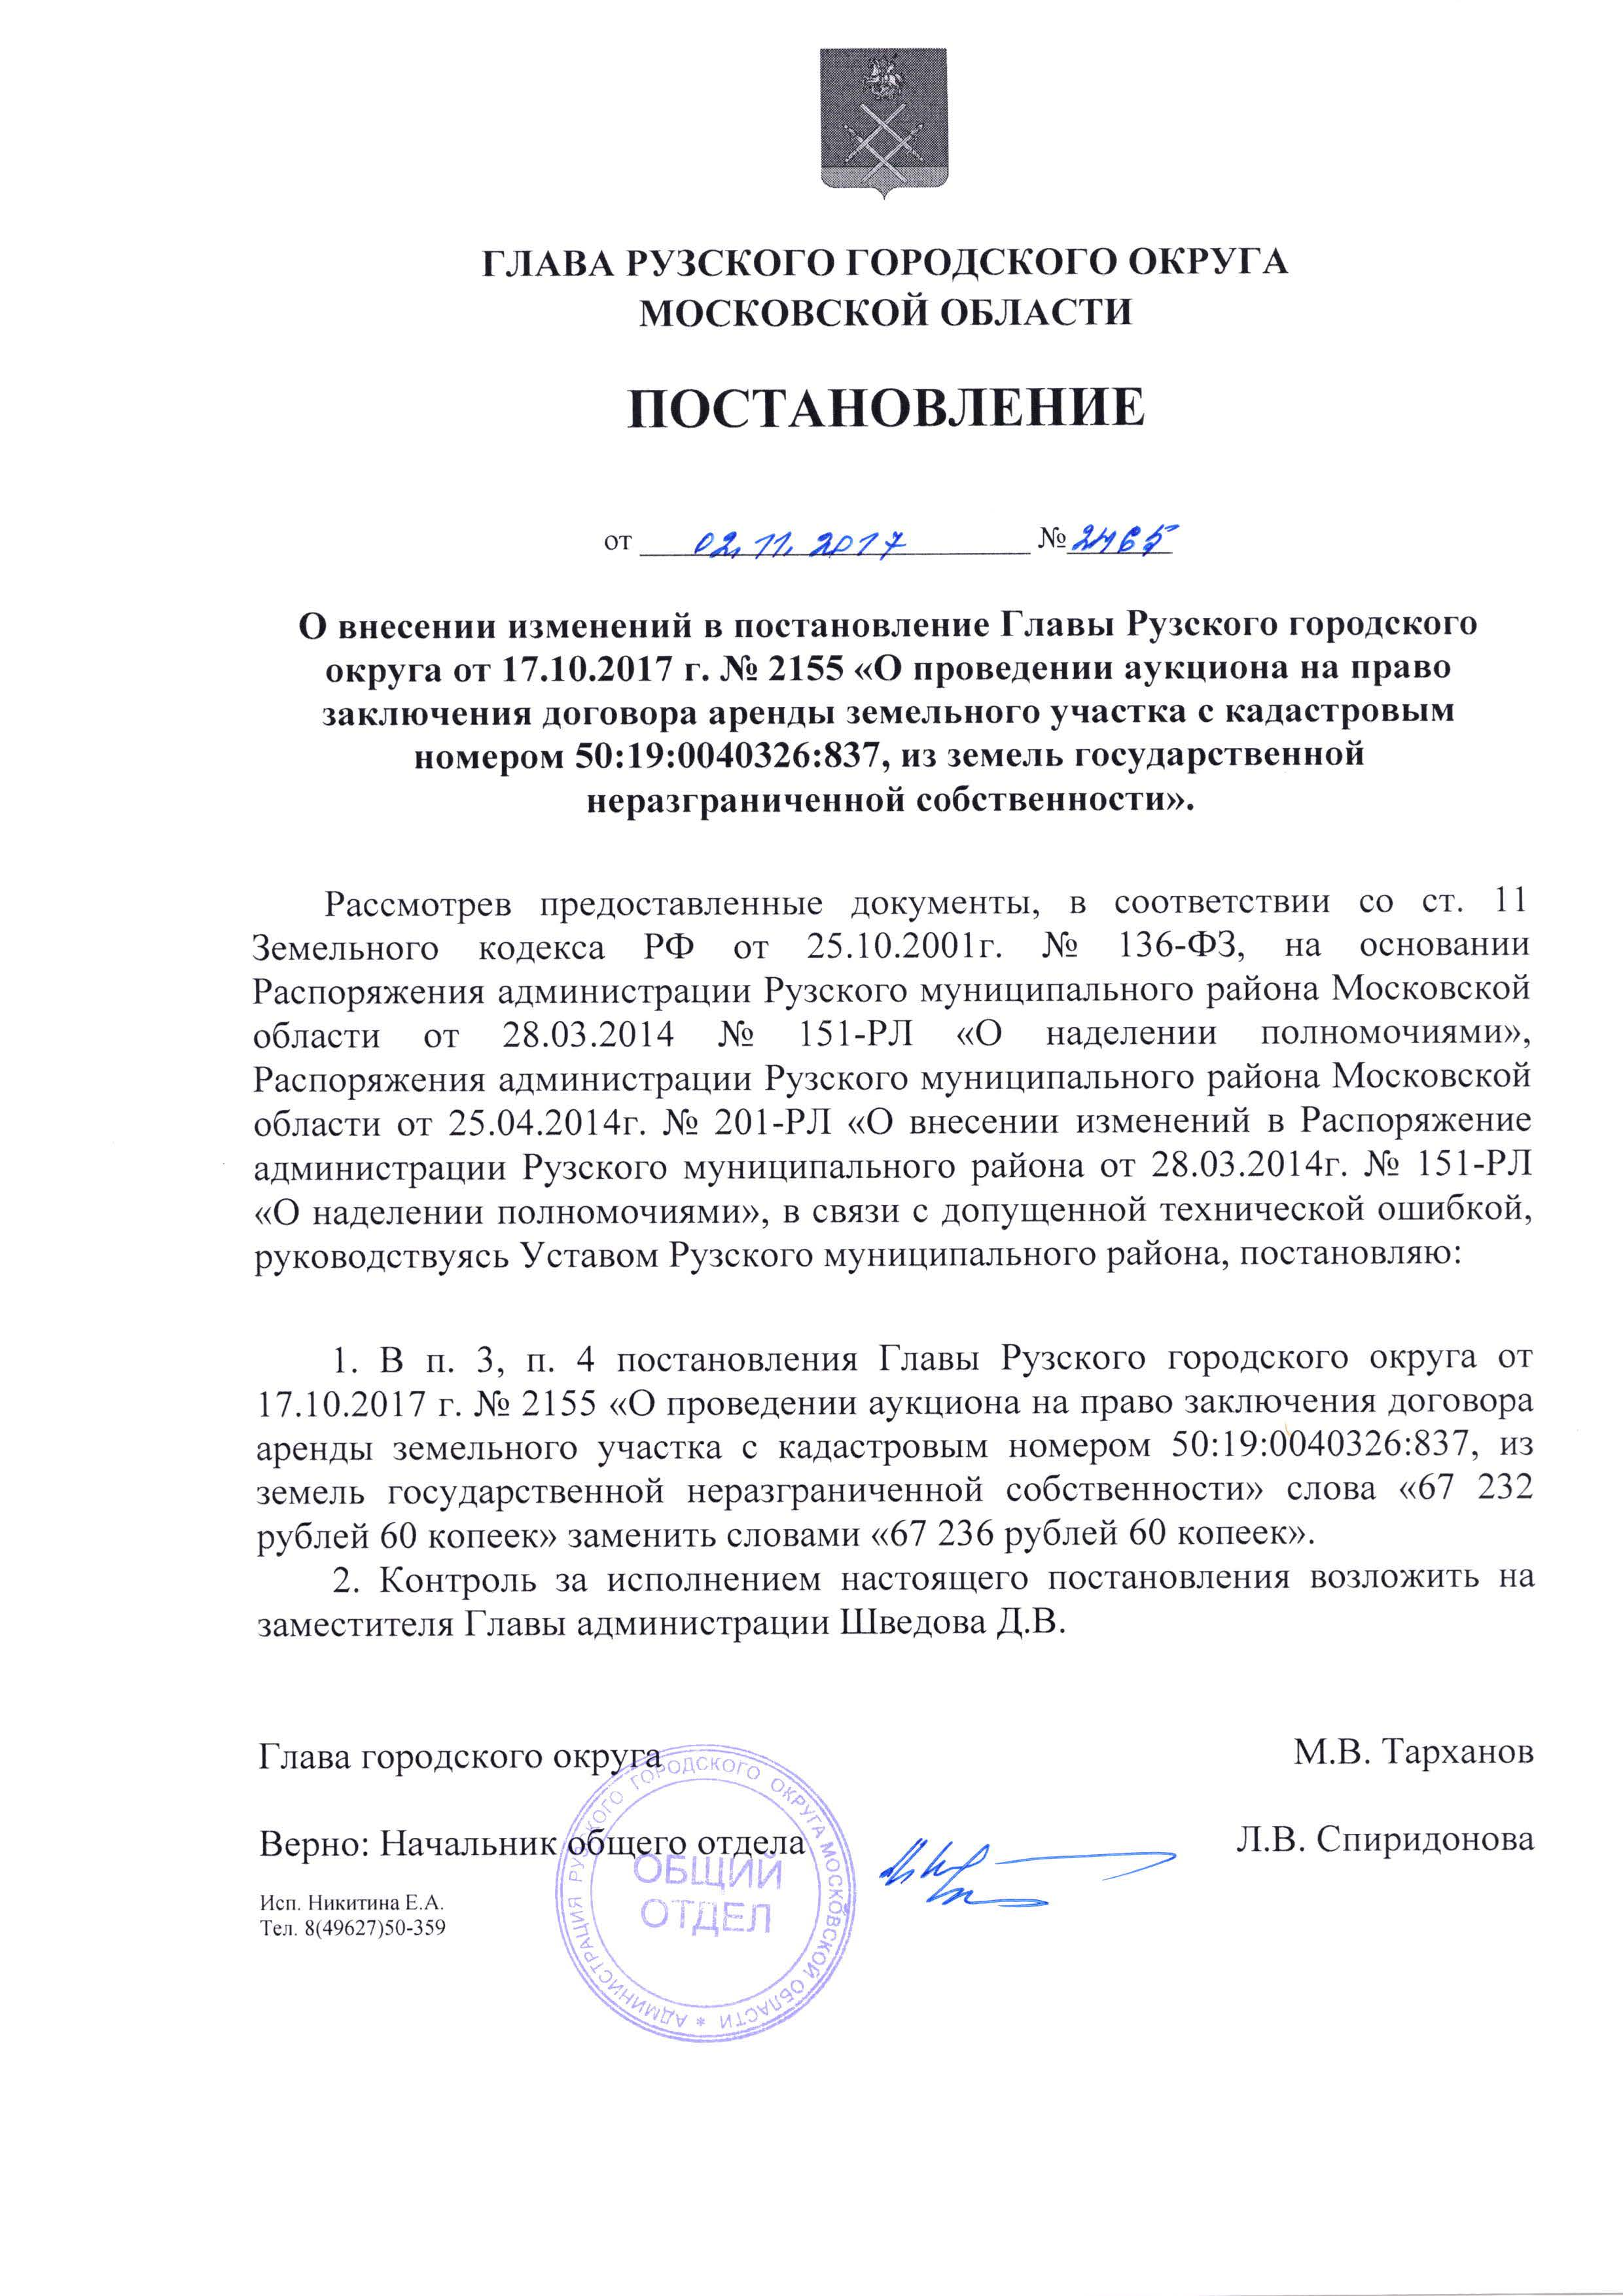 ГЛАВА РУЗСКОГО ГОРОДСКОГО ОКРУГА
МОСКОВСКОЙ ОБЛАСТИ
ПОСТАНОВЛЕНИЕ
от 02.11.2017 № 2465
О внесении изменений в постановление Главы Рузского городского
округа от 17.10.2017 г. № 2155 «О проведении аукциона на право
заключения договора аренды земельного участка с кадастровым
номером 50:19:0040326:837, из земель государственной
неразграниченной собственности».
Рассмотрев предоставленные документы, в соответствии со ст. 11
Земельного кодекса РФ от 25.10.2001г. № 136-ФЗ, на основании
Распоряжения администрации Рузского муниципального района Московской
области от 28.03.2014 № 151-РЛ «О наделении полномочиями»,
Распоряжения администрации Рузского муниципального района Московской
области от 25.04.2014г. № 201-РЛ «О внесении изменений в Распоряжение
администрации Рузского муниципального района от 28.03.2014г. № 151-РЛ
«О наделении полномочиями», в связи с допущенной технической ошибкой,
руководствуясь Уставом Рузского муниципального района, постановляю:
1. В п. 3, п. 4 постановления Главы Рузского городского округа от
17.10.2017 г. № 2155 «О проведении аукциона на право заключения договора
аренды земельного участка с кадастровым номером 50:19:0040326:837, из
земель государственной неразграниченной собственности» слова «67 232
рублей 60 копеек» заменить словами «67 236 рублей 60 копеек».
2. Контроль за исполнением настоящего постановления возложить на
заместителя Главы администрации Шведова Д.В.
Глава городского округа М.В. Тарханов
Верно: Начальник общего отдела Л.В. Спиридонова
Исп. Никитина Е.А.
Тел. 8(49627)50-359
АДМИНИСТРАЦИЯ РУЗСКОГО ГОРОДСКОГО ОКРУГА МОСКОВСКОЙ ОБЛАСТИ *
ОБЩИЙ
ОТДЕЛ